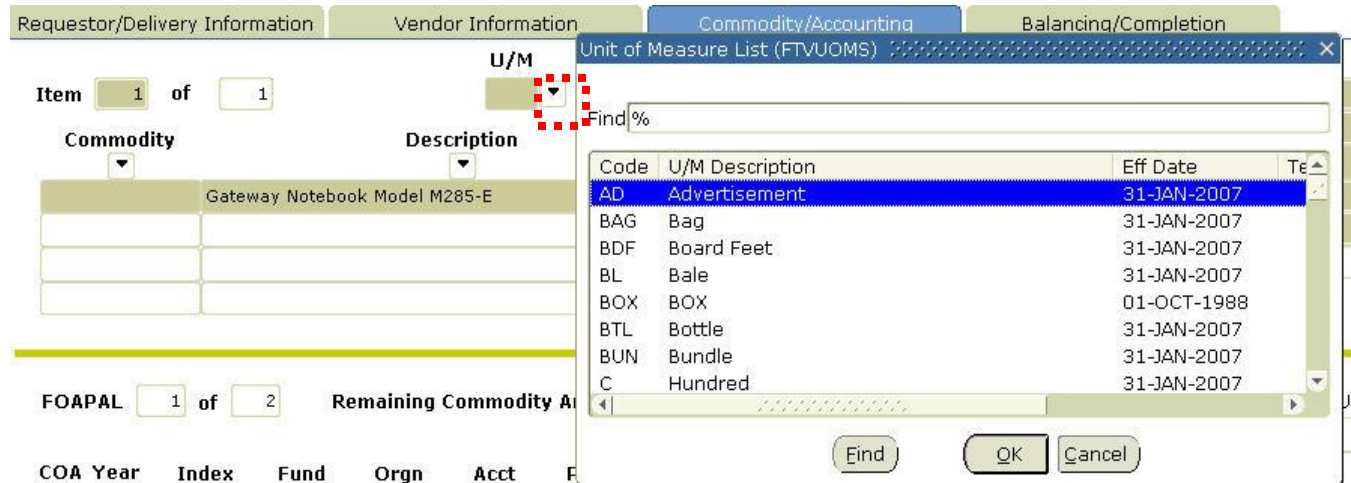 Requestor/Delivery Information Vendor Information Commodity/Accounting Balancing/Completion
Unit of Measure List (FTVUOMS)
U/M
Item 1 of 1
Find %
Commodity Description
Code U/M Description Eff Date Te
Gateway Notebook Model M285-E
AD Advertisement 31-JAN-2007
BAG Bag 31-JAN-2007
BDF Board Feet 31-JAN-2007
BL Bale 31-JAN-2007
BOX BOX 01-OCT-1988
BTL Bottle 31-JAN-2007
BUN Bundle 31-JAN-2007
C Hundred 31-JAN-2007
FOAPAL 1 of 2 Remaining Commodity
Find OK Cancel
COA Year Index Fund Orgn Acct